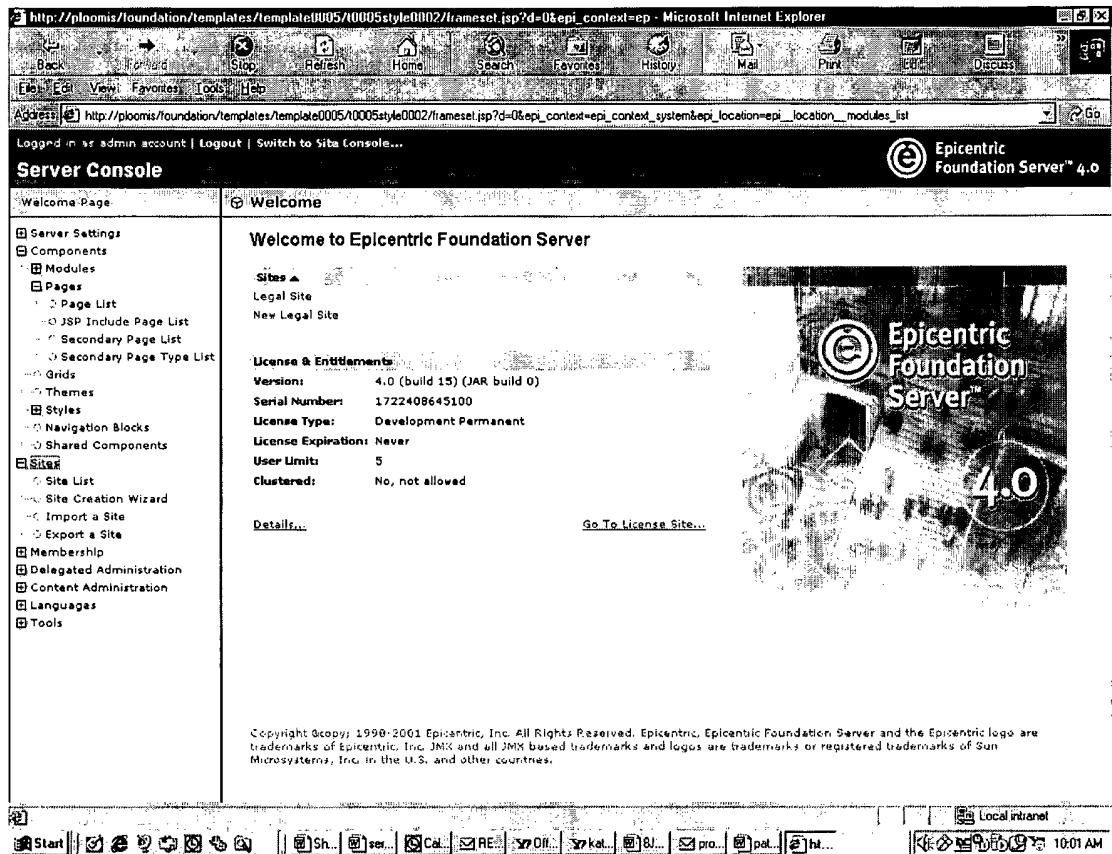 http://ploomis/foundation/templates/template0005/t0005style0002/frameset.jsp?d=0&epi_context=ep - Microsoft Internet Explorer
Back Forward Stop Refresh Home Search Favorites History Mail Print Edit Discuss
File Edit View Favorites Tools Help
Address http://ploomis/foundation/templates/template0005/t0005style0002/frameset.jsp?d=0&epi_context=epi_context_system&epi_location=epi__location__modules_list Go
Logged in as admin account | Logout | Switch to Site Console...
Server Console
Epicentric
Foundation Server™ 4.0
Welcome Page
Welcome
Server Settings
Components
Modules
Pages
Page List
JSP Include Page List
Secondary Page List
Secondary Page Type List
Grids
Themes
Styles
Navigation Blocks
Shared Components
Sites
Site List
Site Creation Wizard
Import a Site
Export a Site
Membership
Delegated Administration
Content Administration
Languages
Tools
Welcome to Epicentric Foundation Server
Sites
Legal Site
New Legal Site
License & Entitlements
Version: 4.0 (build 15) (JAR build 0)
Serial Number: 1722408645100
License Type: Development Permanent
License Expiration: Never
User Limit: 5
Clustered: No, not allowed
Details...
Go To License Site...
Epicentric
Foundation
Server™
4.0
Copyright &copy; 1998-2001 Epicentric, Inc. All Rights Reserved. Epicentric, Epicentric Foundation Server and the Epicentric logo are
trademarks of Epicentric, Inc. JMX and all JMX based trademarks and logos are trademarks or registered trademarks of Sun
Microsystems, Inc. in the U.S. and other countries.
Local intranet
Start Sh... ser... Cal... RE: Off... kat... 8J... pro... pat... ht... 10:01 AM